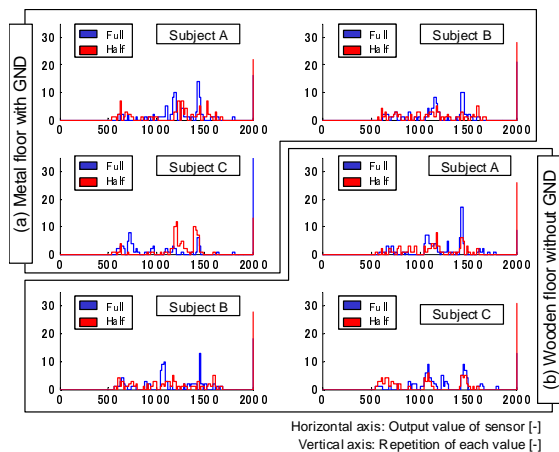 (a) Metal floor with GND
30
20
10
0
Full
Half
Subject A
0 500 1000 1500 2000
30
20
10
0
Full
Half
Subject B
0 500 1000 1500 2000
30
20
10
0
Full
Half
Subject C
0 500 1000 1500 2000
30
20
10
0
Full
Half
Subject A
0 500 1000 1500 2000
30
20
10
0
Full
Half
Subject B
0 500 1000 1500 2000
30
20
10
0
Full
Half
Subject C
0 500 1000 1500 2000
(b) Wooden floor without GND
Horizontal axis: Output value of sensor [-]
Vertical axis: Repetition of each value [-]